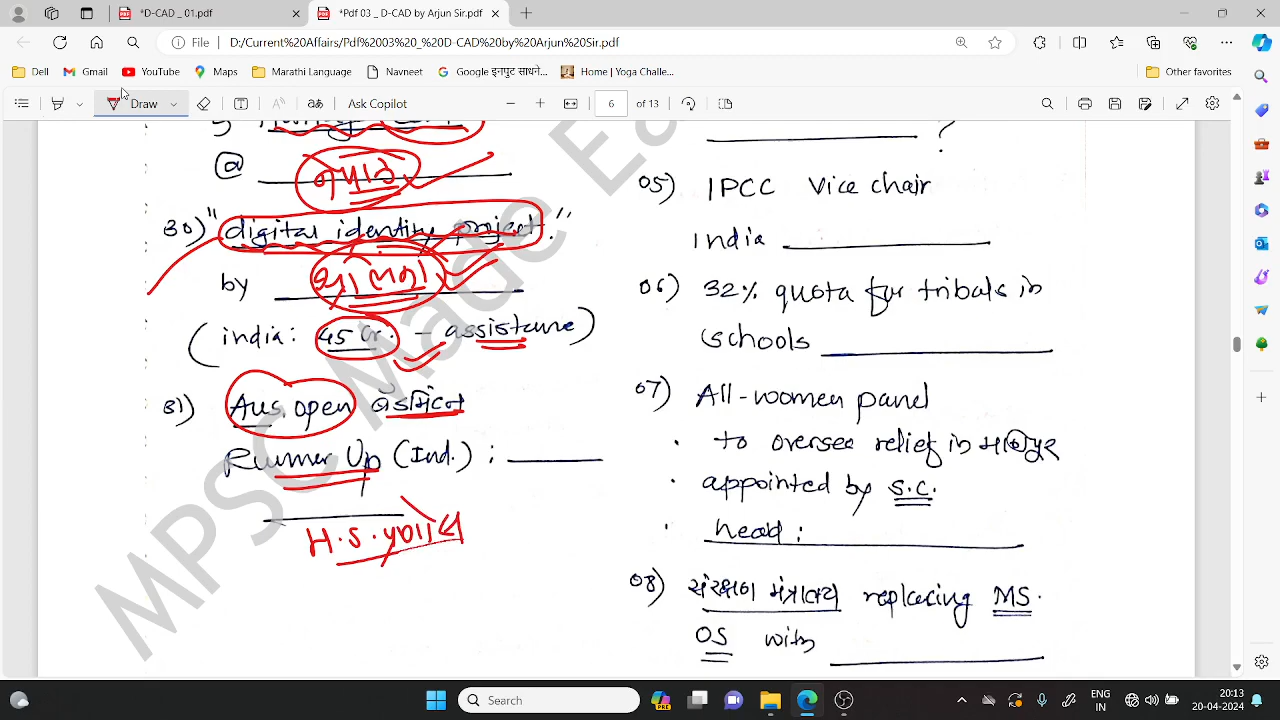 *D-CAD _ 01.pdf
*Pdf 03 _ D-CAD by Arjun Sir.pdf
File D:/Current%20Affairs/Pdf%2003%20_%20D-CAD%20by%20Arjun%20Sir.pdf
Dell Gmail YouTube Maps Marathi Language Navneet Google इनपुट साधने... Home | Yoga Challe... Other favorites
Draw Ask Copilot 6 of 13
@
30) "digital identity project."
by श्रीलंका
(india: 45 Cr. – assistance)
31) Aus. open बॅडमिंटन
Runner Up (Ind.) :
H.S. प्रणॉय
?
05) IPCC Vice chair
India
06) 32% quota for tribals in
schools
07) All-women panel
to oversee relief in मणिपूर
appointed by S.C.
head :
08) संरक्षण मंत्रालय replacing MS.
OS with
MPSC Made Ea
Search
ENG
IN
20:13
20-04-2024